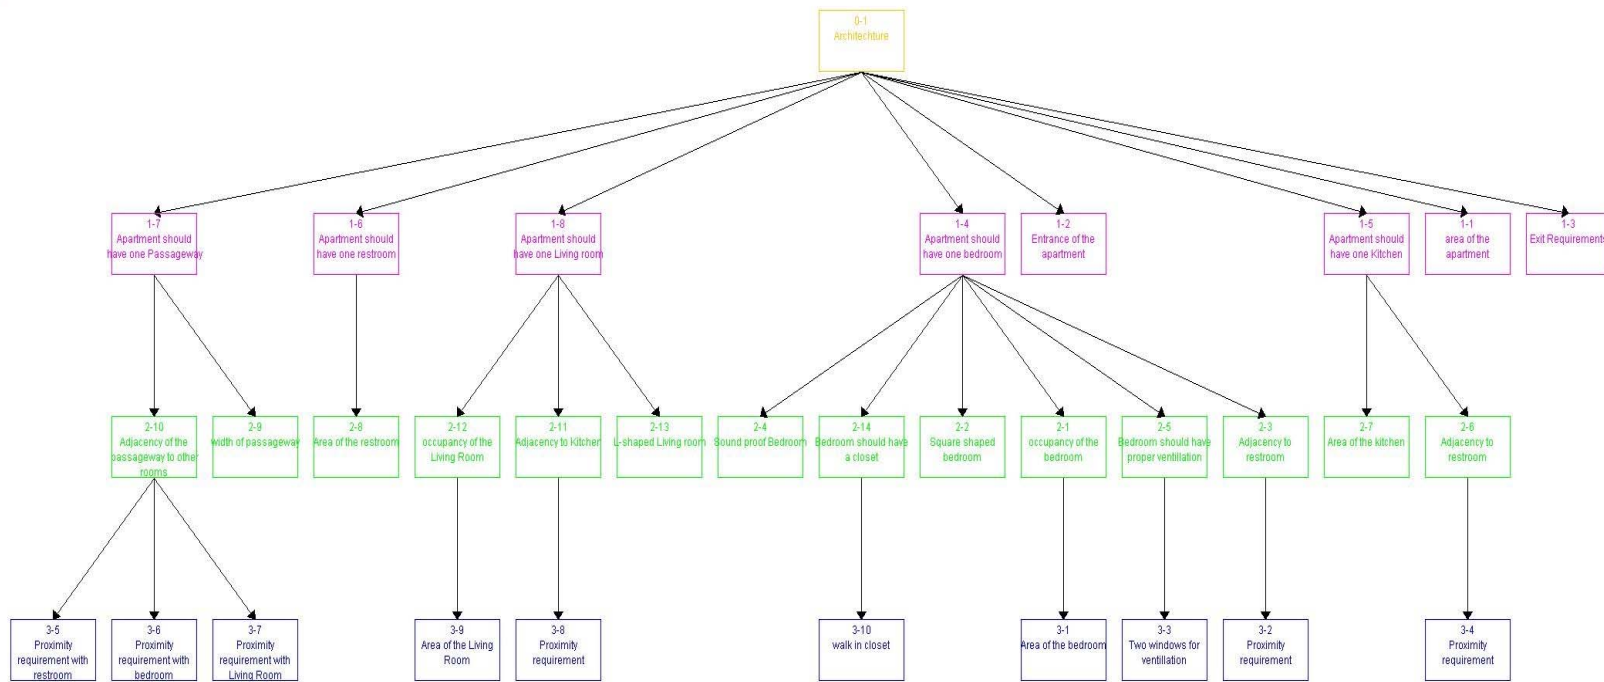 0-1
Architechture
1-7
Apartment should
have one Passageway
1-6
Apartment should
have one restroom
1-8
Apartment should
have one Living room
1-4
Apartment should
have one bedroom
1-2
Entrance of the
apartment
1-5
Apartment should
have one Kitchen
1-1
area of the
apartment
1-3
Exit Requirements
2-10
Adjacency of the
passageway to other
rooms
2-9
width of passageway
2-8
Area of the restroom
2-12
occupancy of the
Living Room
2-11
Adjacency to Kitchen
2-13
L-shaped Living room
2-4
Sound proof Bedroom
2-14
Bedroom should have
a closet
2-2
Square shaped
bedroom
2-1
occupancy of the
bedroom
2-5
Bedroom should have
proper ventillation
2-3
Adjacency to
restroom
2-7
Area of the kitchen
2-6
Adjacency to
restroom
3-5
Proximity
requirement with
restroom
3-6
Proximity
requirement with
bedroom
3-7
Proximity
requirement with
Living Room
3-9
Area of the Living
Room
3-8
Proximity
requirement
3-10
walk in closet
3-1
Area of the bedroom
3-3
Two windows for
ventillation
3-2
Proximity
requirement
3-4
Proximity
requirement